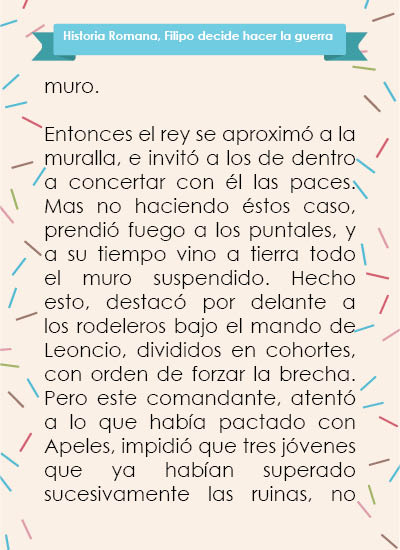 Historia Romana, Filipo decide hacer la guerra
muro.
Entonces el rey se aproximó a la
muralla, e invitó a los de dentro
a concertar con él las paces.
Mas no haciendo éstos caso,
prendió fuego a los puntales, y
a su tiempo vino a tierra todo
el muro suspendido. Hecho
esto, destacó por delante a
los rodeleros bajo el mando de
Leoncio, divididos en cohortes,
con orden de forzar la brecha.
Pero este comandante, atentó
a lo que había pactado con
Apeles, impidió que tres jóvenes
que ya habían superado
sucesivamente las ruinas, no